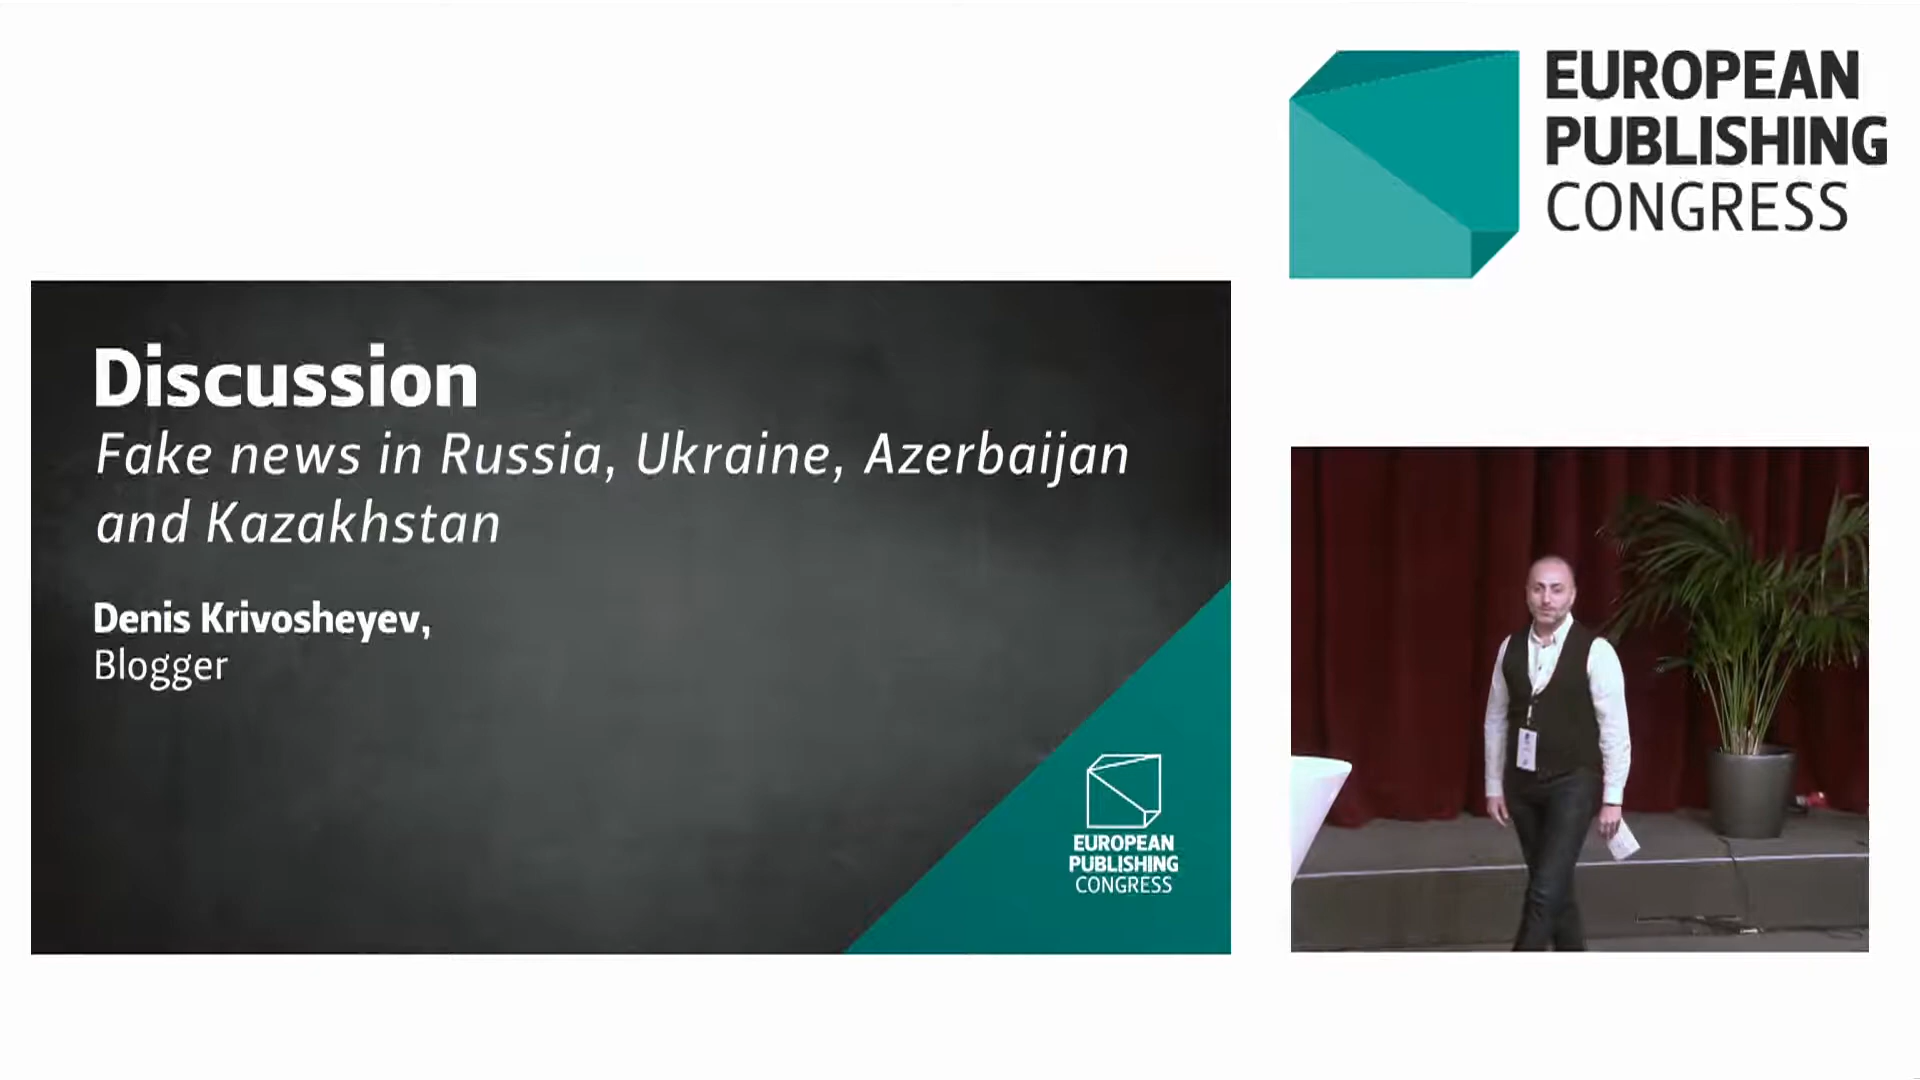 EUROPEAN
PUBLISHING
CONGRESS
Discussion
Fake news in Russia, Ukraine, Azerbaijan
and Kazakhstan
Denis Krivosheyev,
Blogger
EUROPEAN
PUBLISHING
CONGRESS